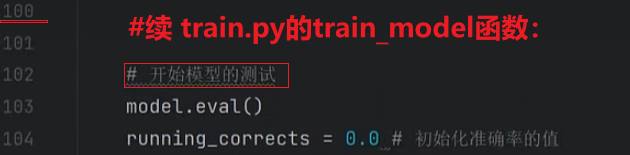 100
#续 train.py的train_model函数：
101
102 # 开始模型的测试
103 model.eval()
104 running_corrects = 0.0 # 初始化准确率的值